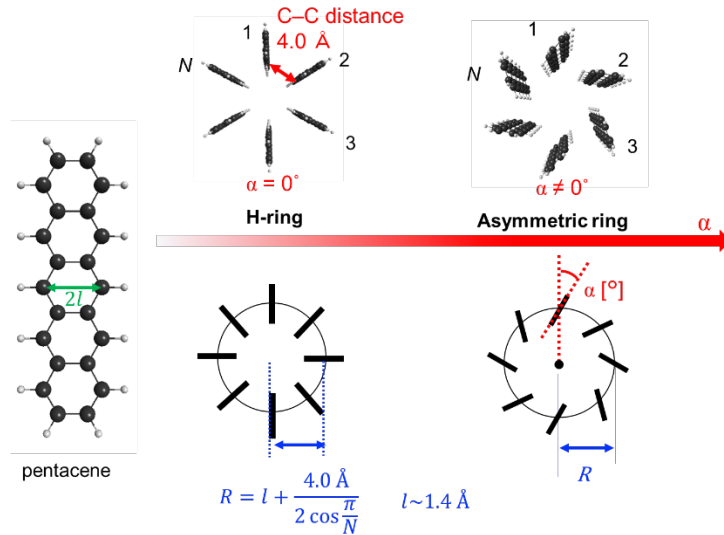 C–C distance
4.0 Å
1
2
3
N
α = 0˚
1
2
3
N
α ≠ 0˚
H-ring
Asymmetric ring
α
2l
pentacene
α [°]
R
R = l + 4.0 Å / 2 cos π/N
l~1.4 Å